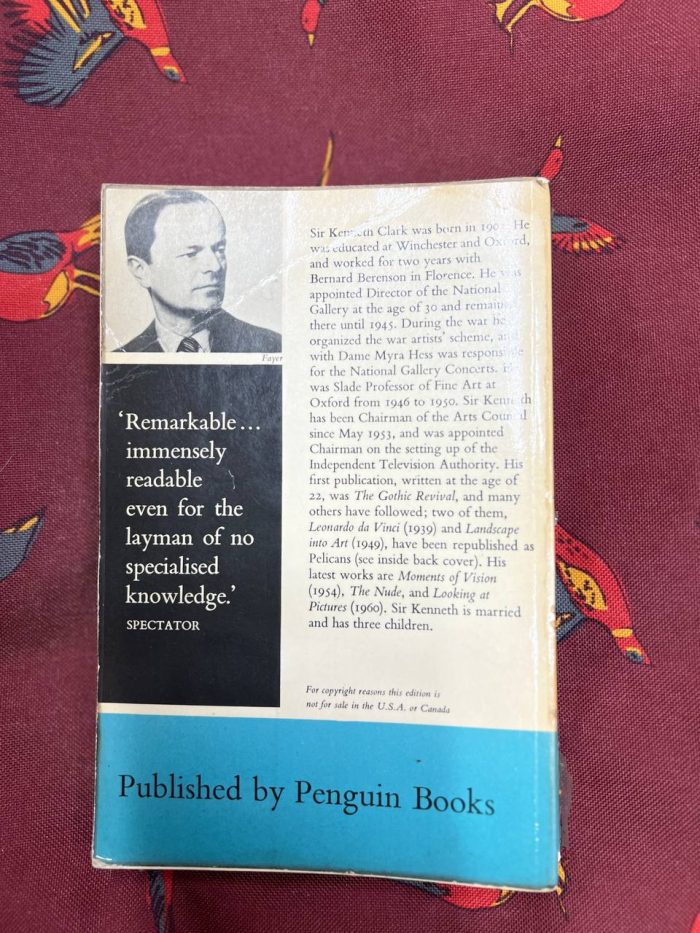 Fayer
‘Remarkable...
immensely
readable
even for the
layman of no
specialised
knowledge.’
SPECTATOR
Sir Kenneth Clark was born in He
was educated at Winchester and Oxford,
and worked for two years with
Bernard Berenson in Florence. He was
appointed Director of the National
Gallery at the age of 30 and remained
there until 1945. During the war he
organized the war artists’ scheme, and
with Dame Myra Hess was responsible
for the National Gallery Concerts. He
was Slade Professor of Fine Art at
Oxford from 1946 to 1950. Sir Kenneth
has been Chairman of the Arts Council
since May 1953, and was appointed
Chairman on the setting up of the
Independent Television Authority. His
first publication, written at the age of
22, was The Gothic Revival, and many
others have followed; two of them,
Leonardo da Vinci (1939) and Landscape
into Art (1949), have been republished as
Pelicans (see inside back cover). His
latest works are Moments of Vision
(1954), The Nude, and Looking at
Pictures (1960). Sir Kenneth is married
and has three children.
For copyright reasons this edition is
not for sale in the U.S.A. or Canada
Published by Penguin Books